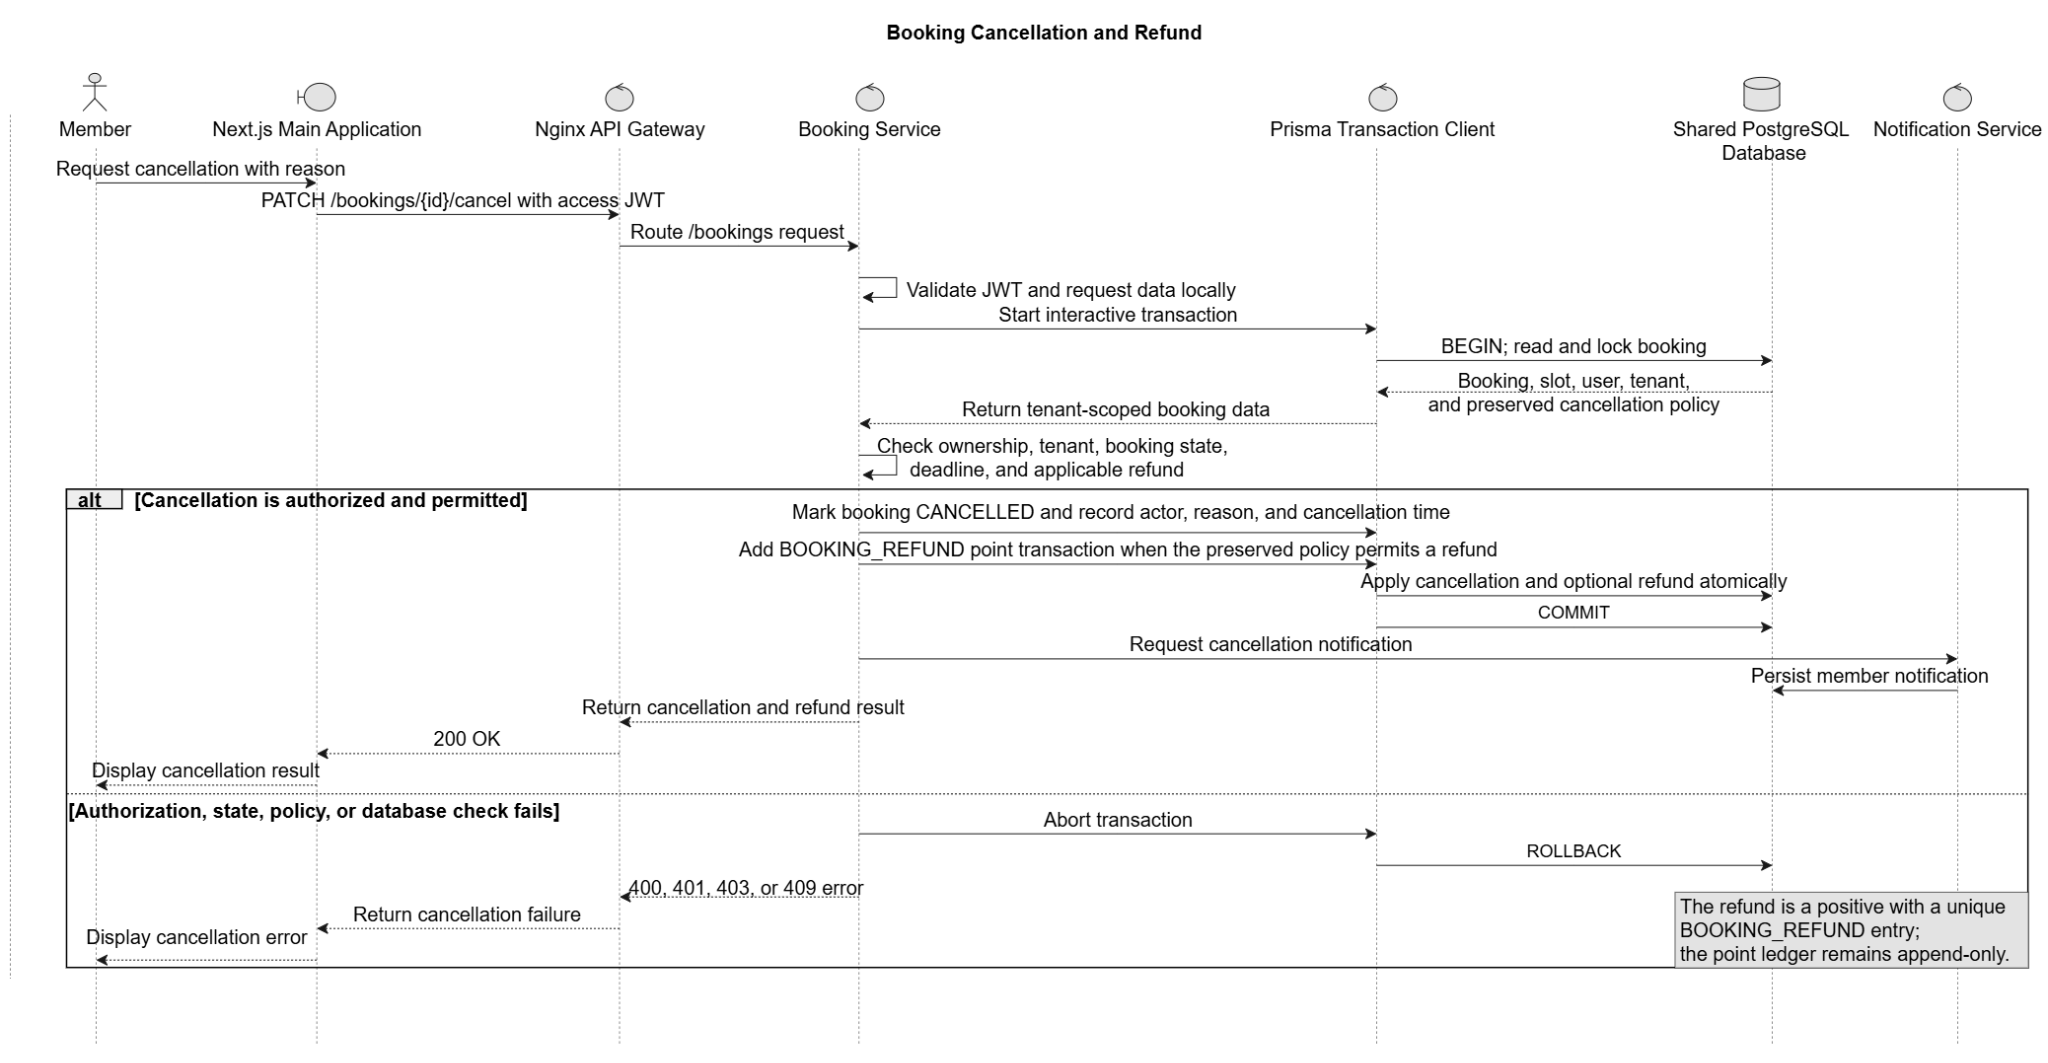 Booking Cancellation and Refund
Member
Next.js Main Application
Nginx API Gateway
Booking Service
Prisma Transaction Client
Shared PostgreSQL
Database
Notification Service
Request cancellation with reason
PATCH /bookings/{id}/cancel with access JWT
Route /bookings request
Validate JWT and request data locally
Start interactive transaction
BEGIN; read and lock booking
Booking, slot, user, tenant,
and preserved cancellation policy
Return tenant-scoped booking data
Check ownership, tenant, booking state,
deadline, and applicable refund
alt [Cancellation is authorized and permitted]
Mark booking CANCELLED and record actor, reason, and cancellation time
Add BOOKING_REFUND point transaction when the preserved policy permits a refund
Apply cancellation and optional refund atomically
COMMIT
Request cancellation notification
Persist member notification
Return cancellation and refund result
200 OK
Display cancellation result
[Authorization, state, policy, or database check fails]
Abort transaction
ROLLBACK
400, 401, 403, or 409 error
Return cancellation failure
Display cancellation error
The refund is a positive with a unique
BOOKING_REFUND entry;
the point ledger remains append-only.